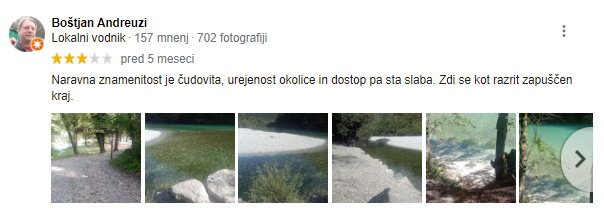 Boštjan Andreuzi
Lokalni vodnik · 157 mnenj · 702 fotografiji
pred 5 meseci
Naravna znamenitost je čudovita, urejenost okolice in dostop pa sta slaba. Zdi se kot razrit zapuščen
kraj.